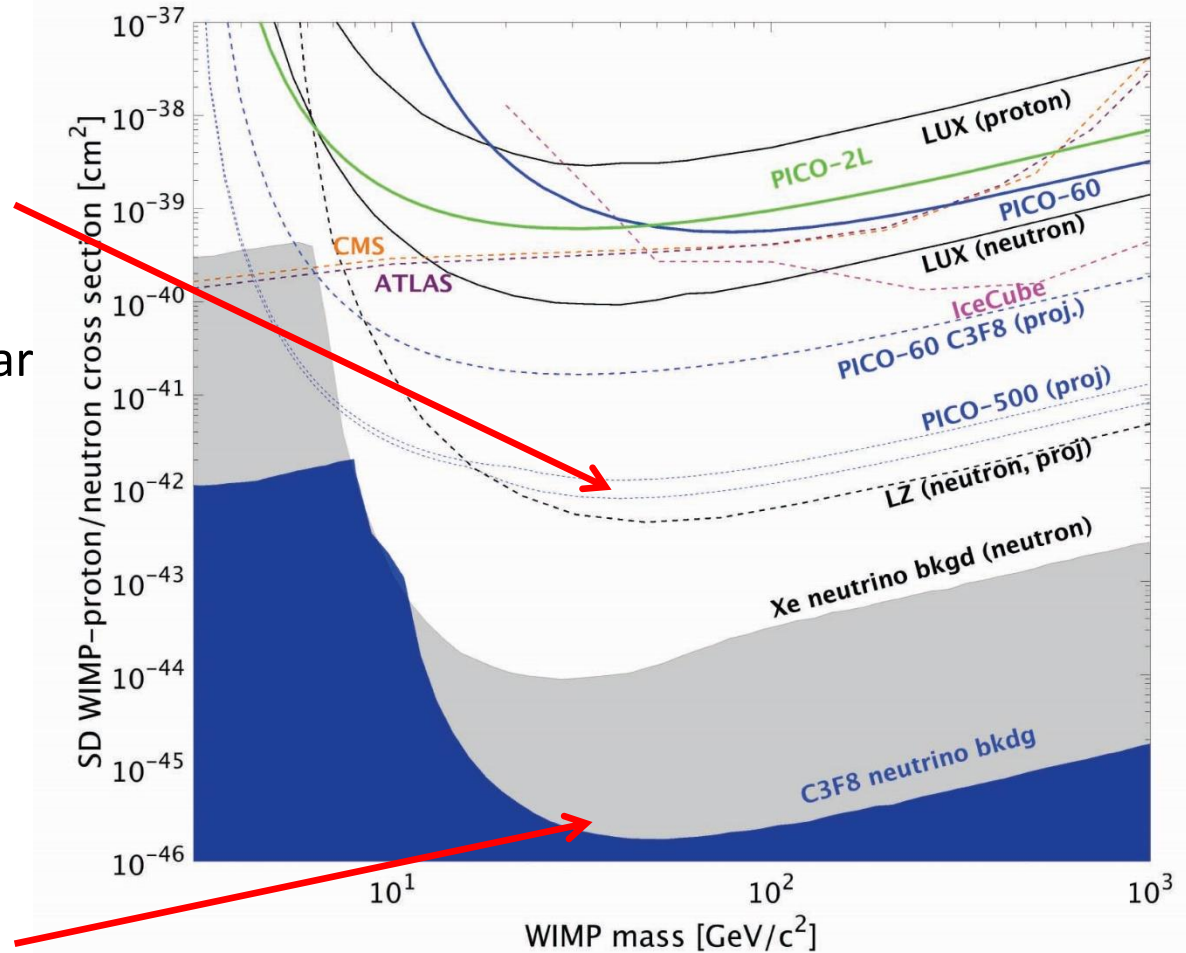 10⁻³⁷
10⁻³⁸
10⁻³⁹
10⁻⁴⁰
10⁻⁴¹
10⁻⁴²
10⁻⁴³
10⁻⁴⁴
10⁻⁴⁵
10⁻⁴⁶
SD WIMP−proton/neutron cross section [cm²]
ar
LUX (proton)
PICO−2L
PICO−60
CMS
ATLAS
LUX (neutron)
IceCube
PICO−60 C3F8 (proj.)
PICO−500 (proj)
LZ (neutron, proj)
Xe neutrino bkgd (neutron)
C3F8 neutrino bkdg
10¹ 10² 10³
WIMP mass [GeV/c²]